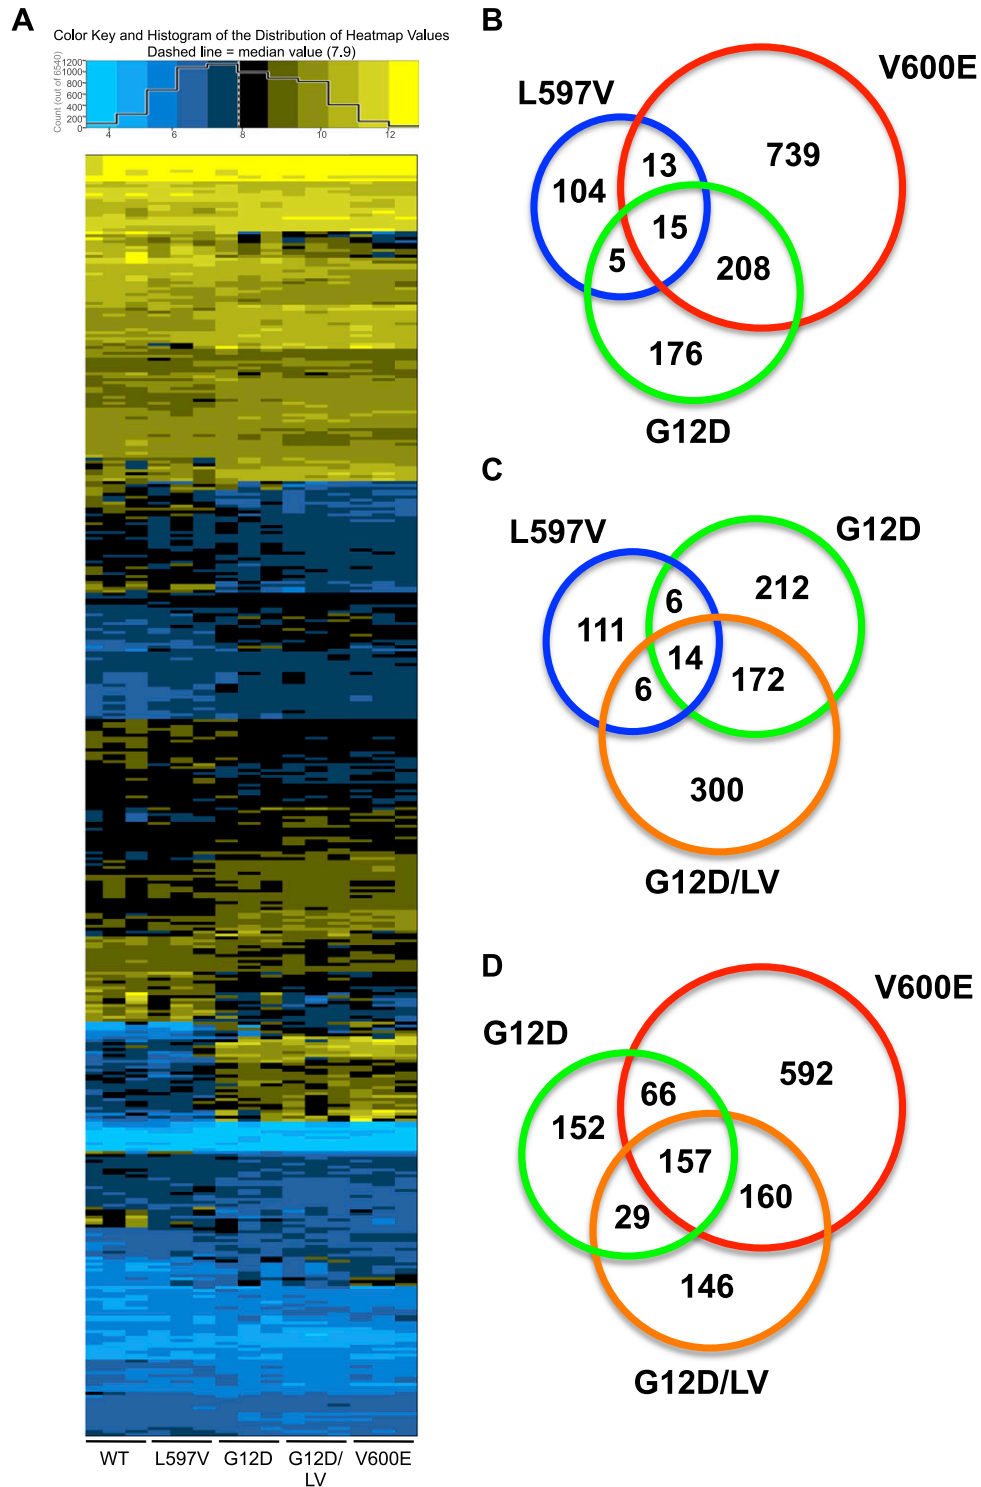 A
Color Key and Histogram of the Distribution of Heatmap Values
Dashed line = median value (7.9)
Count (out of 6540)
1200
1000
800
600
400
200
0
4 6 8 10 12
WT L597V G12D G12D/ V600E
LV
B
L597V
V600E
13
739
104
15
5
208
176
G12D
C
L597V
G12D
6
212
111
14
6
172
300
G12D/LV
D
V600E
G12D
66
592
152
157
160
29
146
G12D/LV